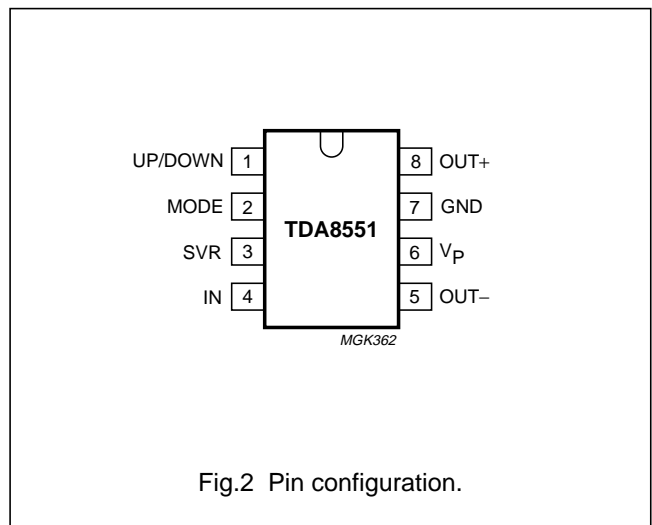 UP/DOWN 1 8 OUT+
MODE 2 7 GND
TDA8551
SVR 3 6 VP
IN 4 5 OUT−
MGK362
Fig.2 Pin configuration.